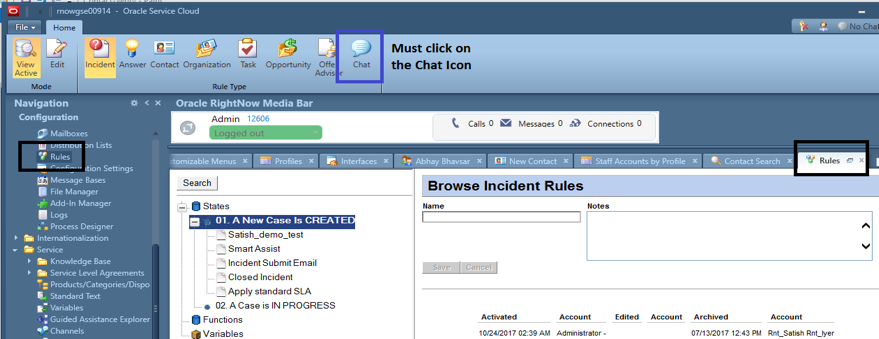 rnowgse00914 - Oracle Service Cloud
File
Home
No Chat
View Active
Edit
Incident
Answer
Contact
Organization
Task
Opportunity
Offer Advisor
Chat
Must click on
the Chat Icon
Mode
Rule Type
Navigation
Configuration
Mailboxes
Distribution Lists
Rules
Configuration Settings
Message Bases
File Manager
Add-In Manager
Logs
Process Designer
Internationalization
Service
Knowledge Base
Service Level Agreements
Products/Categories/Dispo
Standard Text
Variables
Guided Assistance Explorer
Channels
Oracle RightNow Media Bar
Admin 12606
Logged out
Calls 0
Messages 0
Connections 0
tomizable Menus
Profiles
Interfaces
Abhay Bhavsar
New Contact
Staff Accounts by Profile
Contact Search
Rules
Search
States
01. A New Case Is CREATED
Satish_demo_test
Smart Assist
Incident Submit Email
Closed Incident
Apply standard SLA
02. A Case is IN PROGRESS
Functions
Variables
Browse Incident Rules
Name
Notes
Save
Cancel
Activated Account Edited Account Archived Account
10/24/2017 02:39 AM Administrator - 07/13/2017 12:43 PM Rnt_Satish Rnt_Iyer